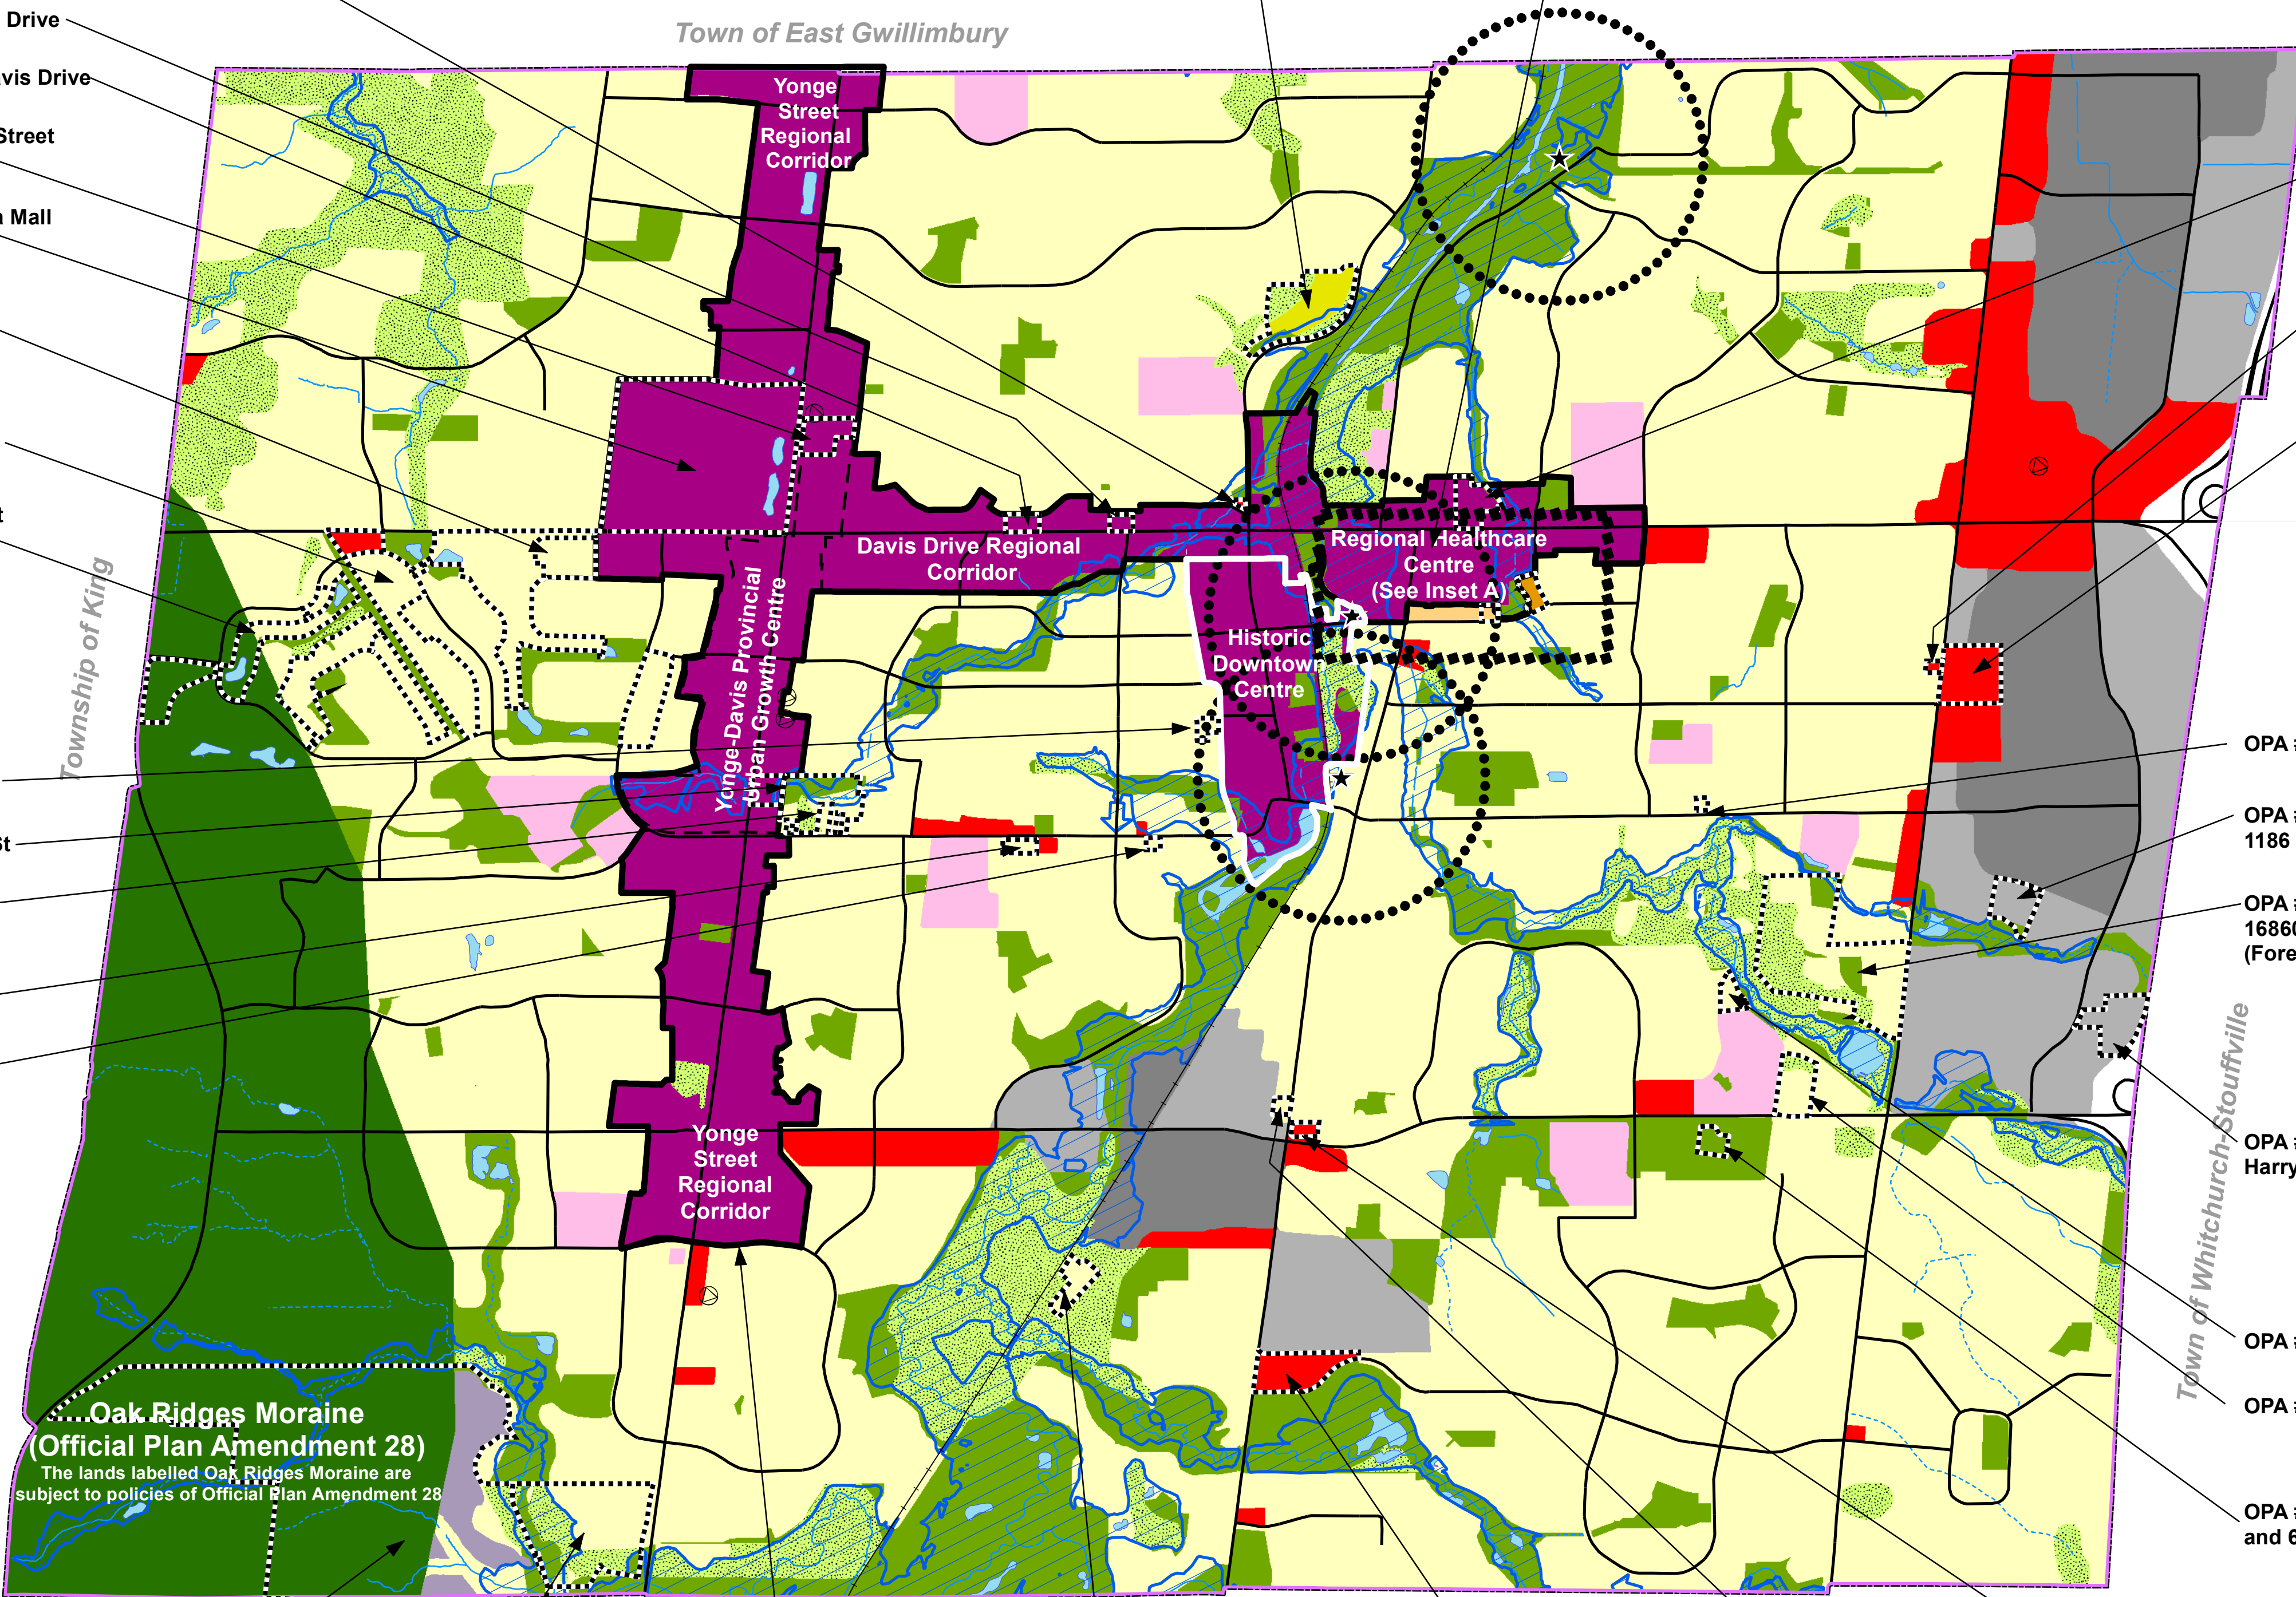 Drive
Town of East Gwillimbury
Davis Drive
Street
Mall
Yonge
Street
Regional
Corridor
Davis Drive Regional
Corridor
Regional Healthcare
Centre
(See Inset A)
Yonge-Davis Provincial
Urban Growth Centre
Historic
Downtown
Centre
Township of King
St
OPA #
OPA #
1186
OPA #
16860
(Fore
Town of Whitchurch-Stouffville
OPA #
Harry
Yonge
Street
Regional
Corridor
OPA #
OPA #
OPA #
and 6
Oak Ridges Moraine
(Official Plan Amendment 28)
The lands labelled Oak Ridges Moraine are
subject to policies of Official Plan Amendment 28